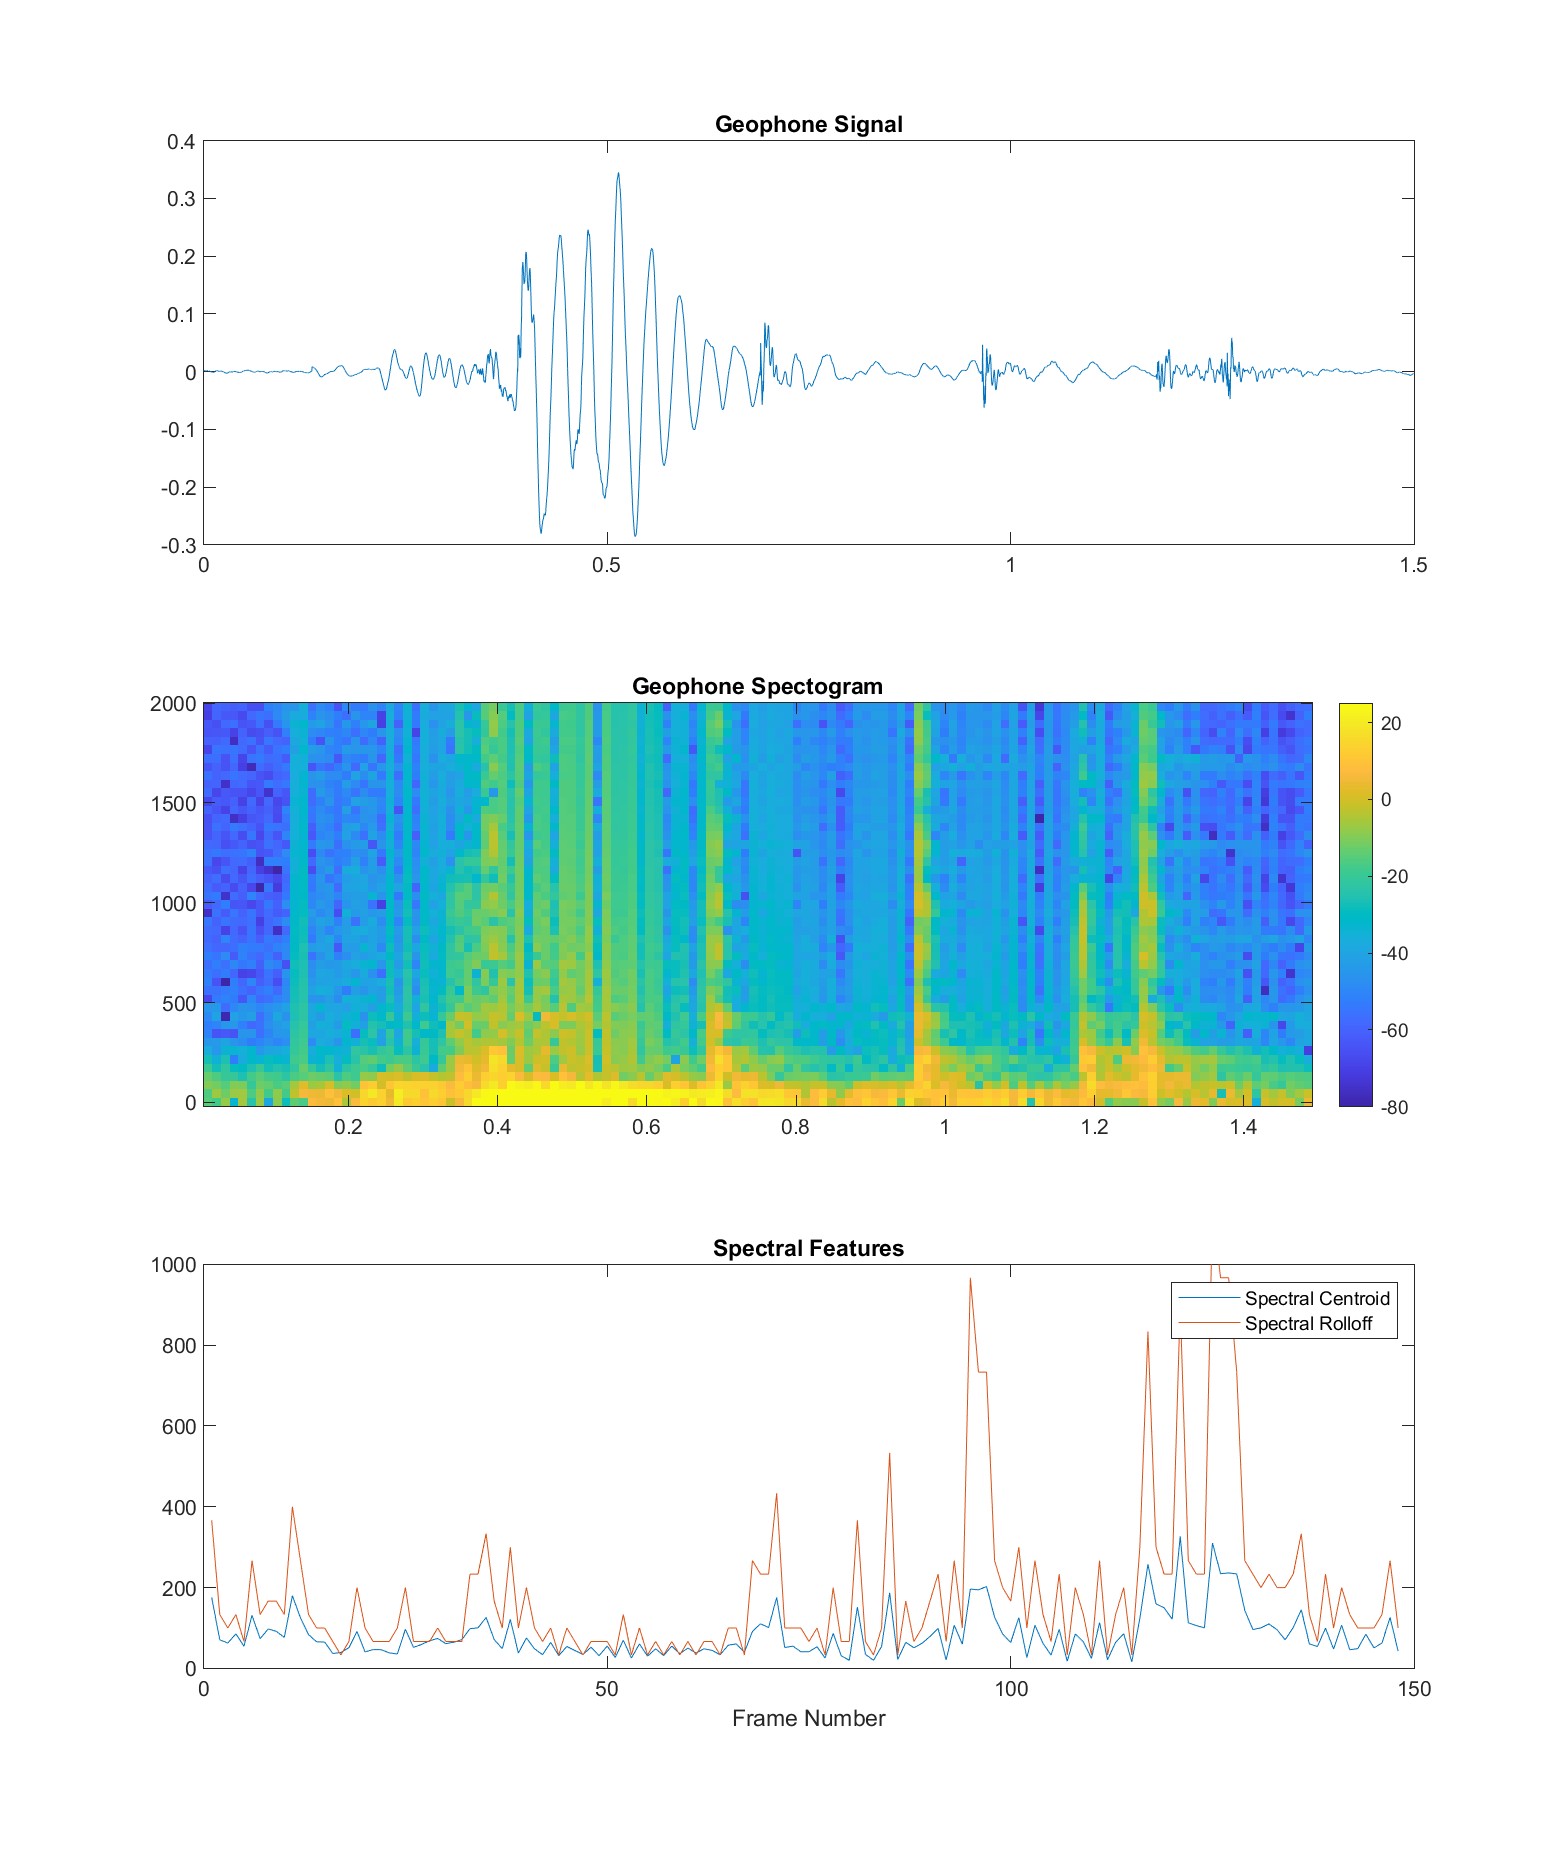 Geophone Signal
0.4
0.3
0.2
0.1
0
-0.1
-0.2
-0.3
0 0.5 1 1.5
Geophone Spectogram
2000
1500
1000
500
0
0.2 0.4 0.6 0.8 1 1.2 1.4
20
0
-20
-40
-60
-80
Spectral Features
1000
800
600
400
200
0
Spectral Centroid
Spectral Rolloff
0 50 100 150
Frame Number